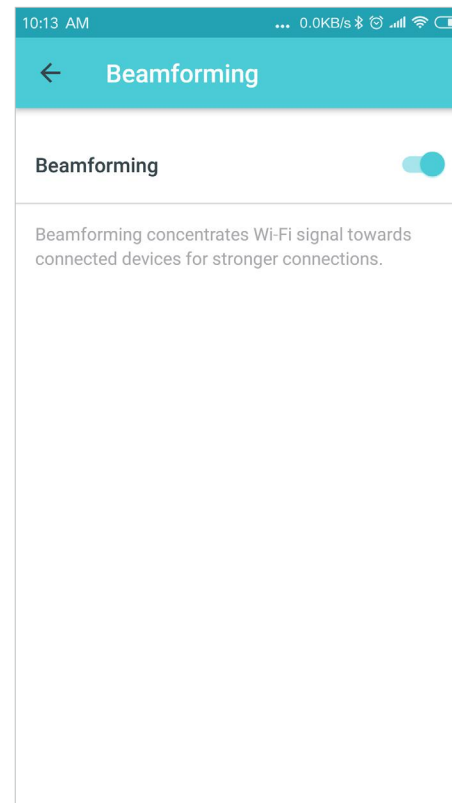 10:13 AM ... 0.0KB/s
Beamforming
Beamforming
Beamforming concentrates Wi-Fi signal towards
connected devices for stronger connections.